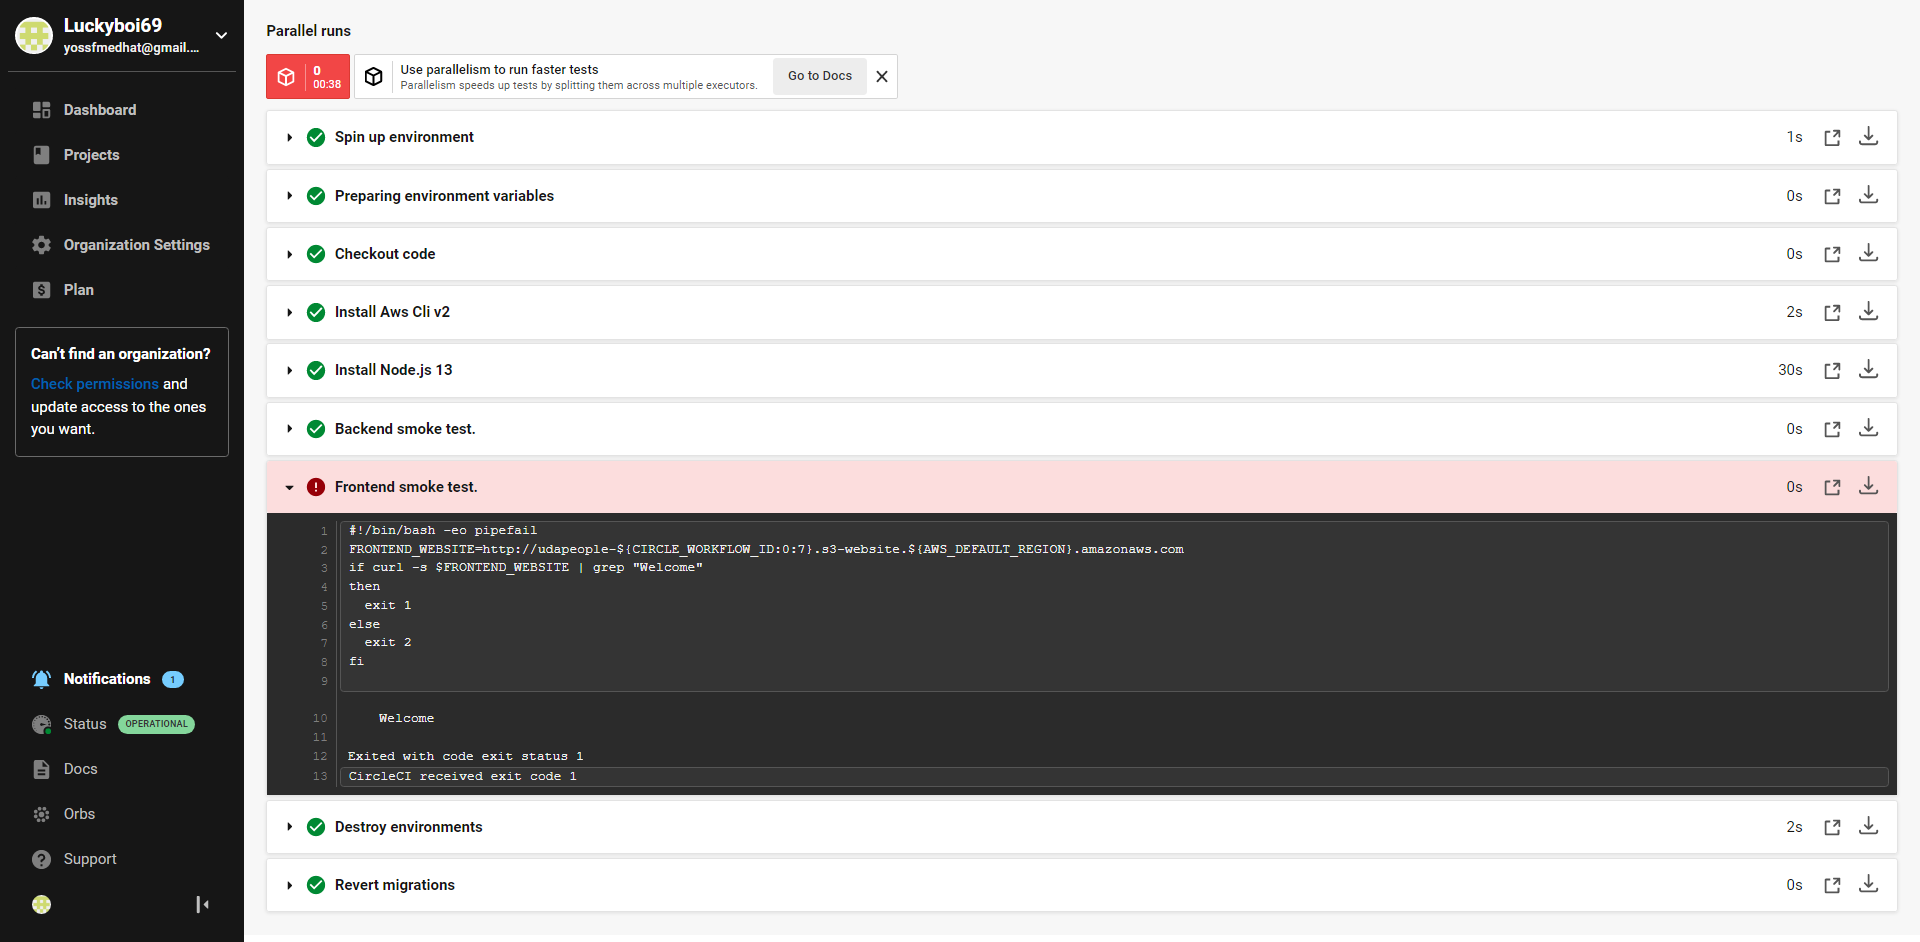 Luckyboi69
yossfmedhat@gmail....
Dashboard
Projects
Insights
Organization Settings
Plan
Can't find an organization?
Check permissions and
update access to the ones
you want.
Notifications 1
Status OPERATIONAL
Docs
Orbs
Support
Parallel runs
0
00:38
Use parallelism to run faster tests
Parallelism speeds up tests by splitting them across multiple executors.
Go to Docs
Spin up environment 1s
Preparing environment variables 0s
Checkout code 0s
Install Aws Cli v2 2s
Install Node.js 13 30s
Backend smoke test. 0s
Frontend smoke test. 0s
1 #!/bin/bash -eo pipefail
2 FRONTEND_WEBSITE=http://udapeople-${CIRCLE_WORKFLOW_ID:0:7}.s3-website.${AWS_DEFAULT_REGION}.amazonaws.com
3 if curl -s $FRONTEND_WEBSITE | grep "Welcome"
4 then
5 exit 1
6 else
7 exit 2
8 fi
9
10 Welcome
11
12 Exited with code exit status 1
13 CircleCI received exit code 1
Destroy environments 2s
Revert migrations 0s